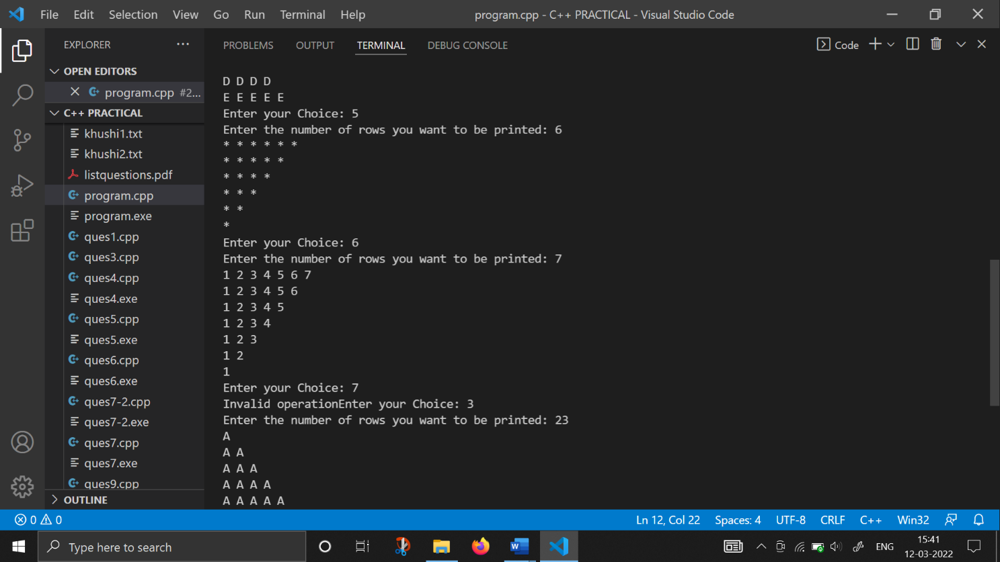 File Edit Selection View Go Run Terminal Help program.cpp - C++ PRACTICAL - Visual Studio Code
EXPLORER ...
OPEN EDITORS
program.cpp #2...
C++ PRACTICAL
khushi1.txt
khushi2.txt
listquestions.pdf
program.cpp
program.exe
ques1.cpp
ques3.cpp
ques4.cpp
ques4.exe
ques5.cpp
ques5.exe
ques6.cpp
ques6.exe
ques7-2.cpp
ques7-2.exe
ques7.cpp
ques7.exe
ques9.cpp
OUTLINE
PROBLEMS OUTPUT TERMINAL DEBUG CONSOLE Code
D D D D
E E E E E
Enter your Choice: 5
Enter the number of rows you want to be printed: 6
* * * * * *
* * * * *
* * * *
* * *
* *
*
Enter your Choice: 6
Enter the number of rows you want to be printed: 7
1 2 3 4 5 6 7
1 2 3 4 5 6
1 2 3 4 5
1 2 3 4
1 2 3
1 2
1
Enter your Choice: 7
Invalid operationEnter your Choice: 3
Enter the number of rows you want to be printed: 23
A
A A
A A A
A A A A
A A A A A
0 0 Ln 12, Col 22 Spaces: 4 UTF-8 CRLF C++ Win32
Type here to search ENG 15:41
12-03-2022